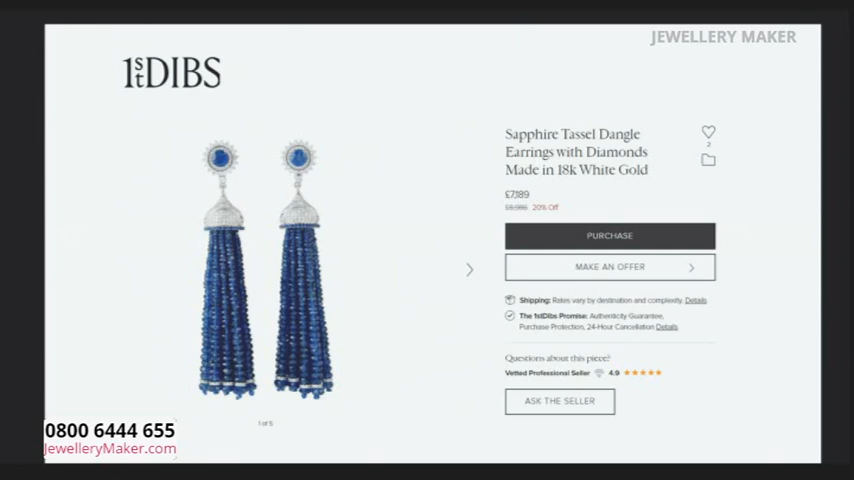 JEWELLERY MAKER
1stDIBS
Sapphire Tassel Dangle
Earrings with Diamonds
Made in 18k White Gold
2
£7,189
£8,986 20% Off
PURCHASE
MAKE AN OFFER
Shipping: Rates vary by destination and complexity. Details
The 1stDibs Promise: Authenticity Guarantee,
Purchase Protection, 24-Hour Cancellation Details
Questions about this piece?
Vetted Professional Seller 4.9
ASK THE SELLER
1 of 5
0800 6444 655
JewelleryMaker.com